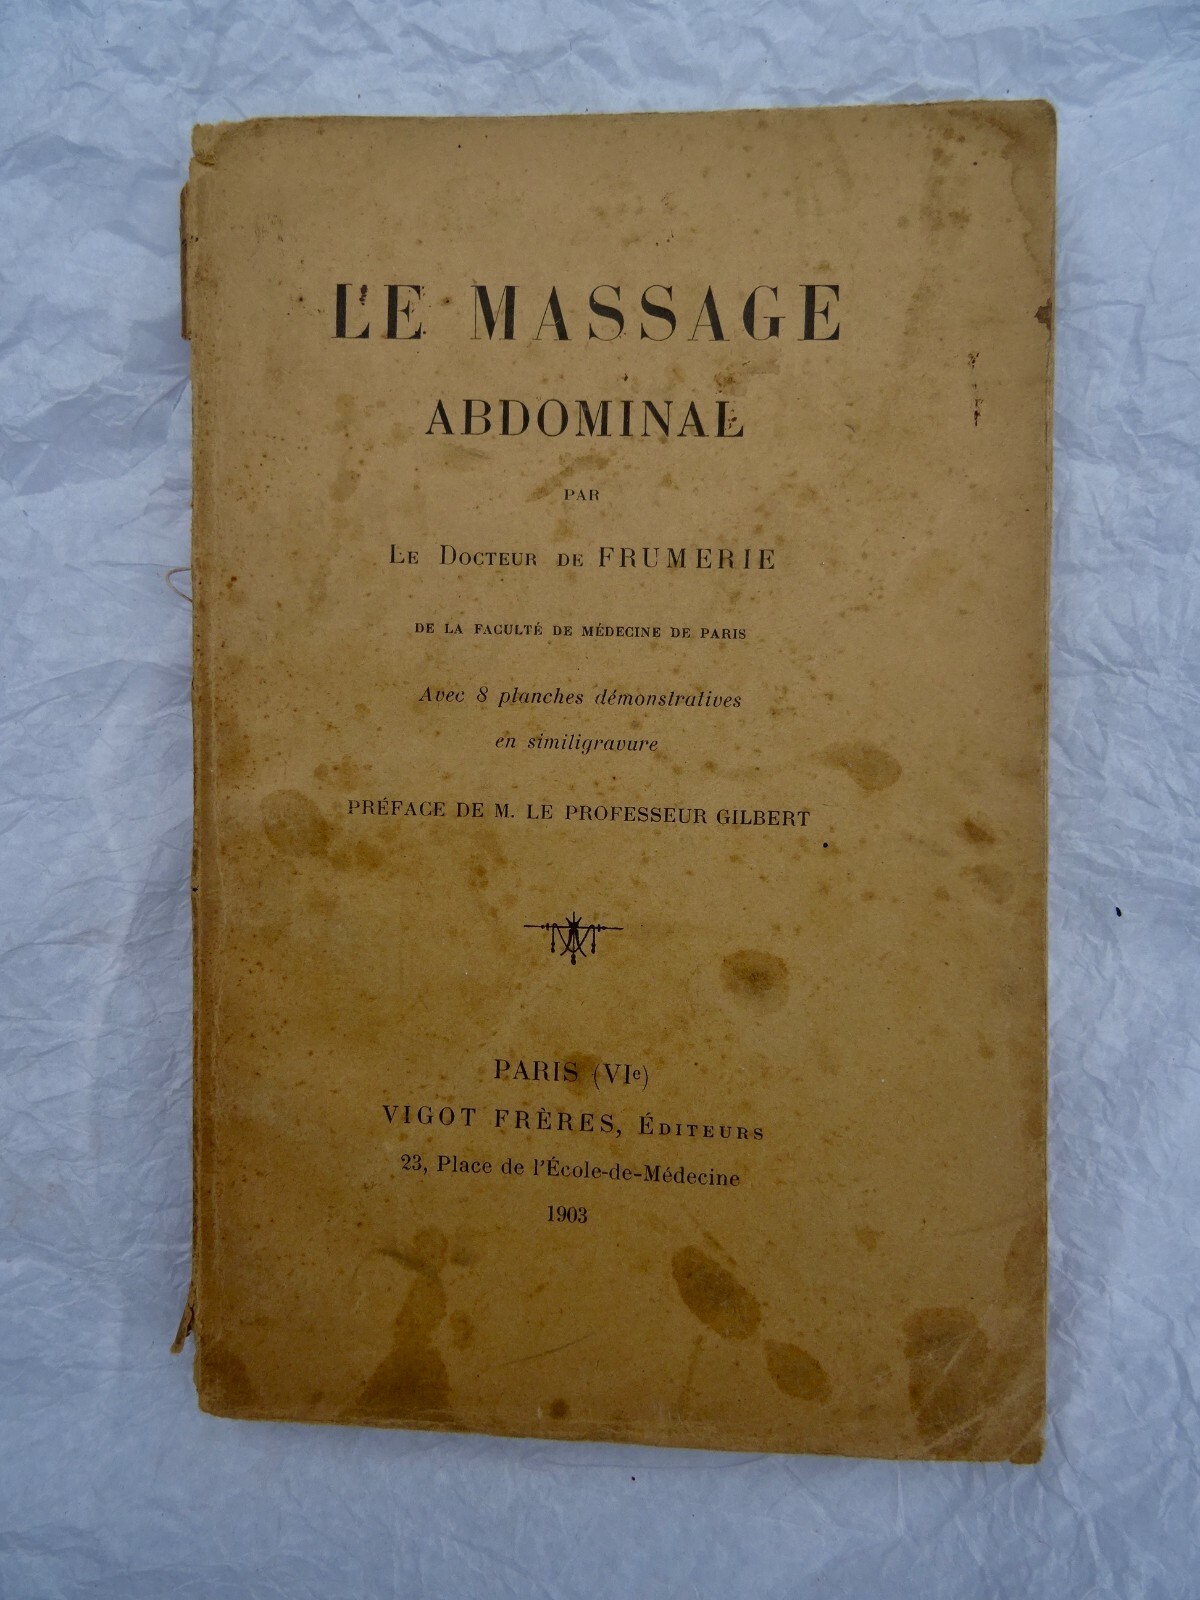 LE MASSAGE
ABDOMINAL
PAR
LE DOCTEUR DE FRUMERIE
DE LA FACULTÉ DE MÉDECINE DE PARIS
Avec 8 planches démonstratives
en similigravure
PRÉFACE DE M. LE PROFESSEUR GILBERT
PARIS (VIe)
VIGOT FRÈRES, ÉDITEURS
23, Place de l'École-de-Médecine
1903